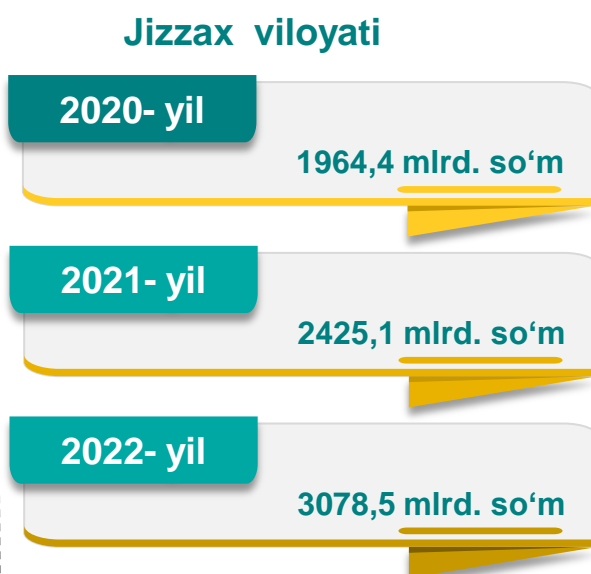 Jizzax viloyati
2020- yil
1964,4 mlrd. so‘m
2021- yil
2425,1 mlrd. so‘m
2022- yil
3078,5 mlrd. so‘m